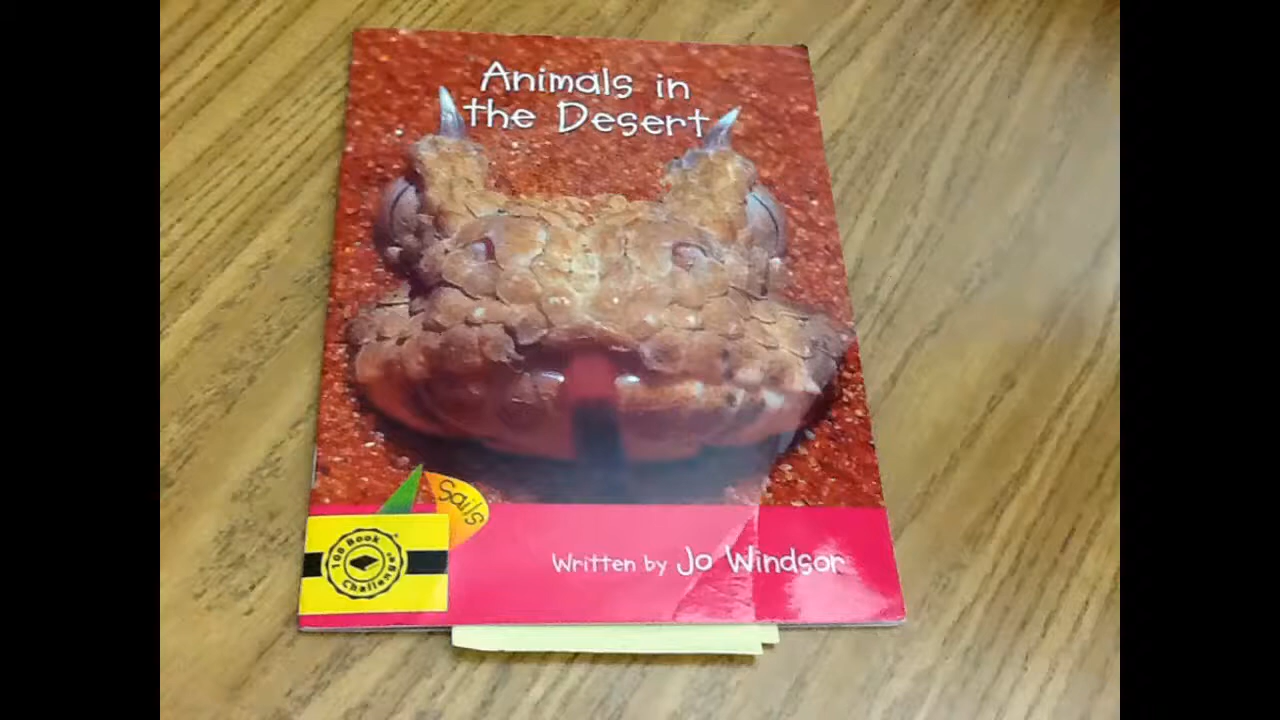 Animals in
the Desert
Sails
100 Book
Challenge
Written by Jo Windsor